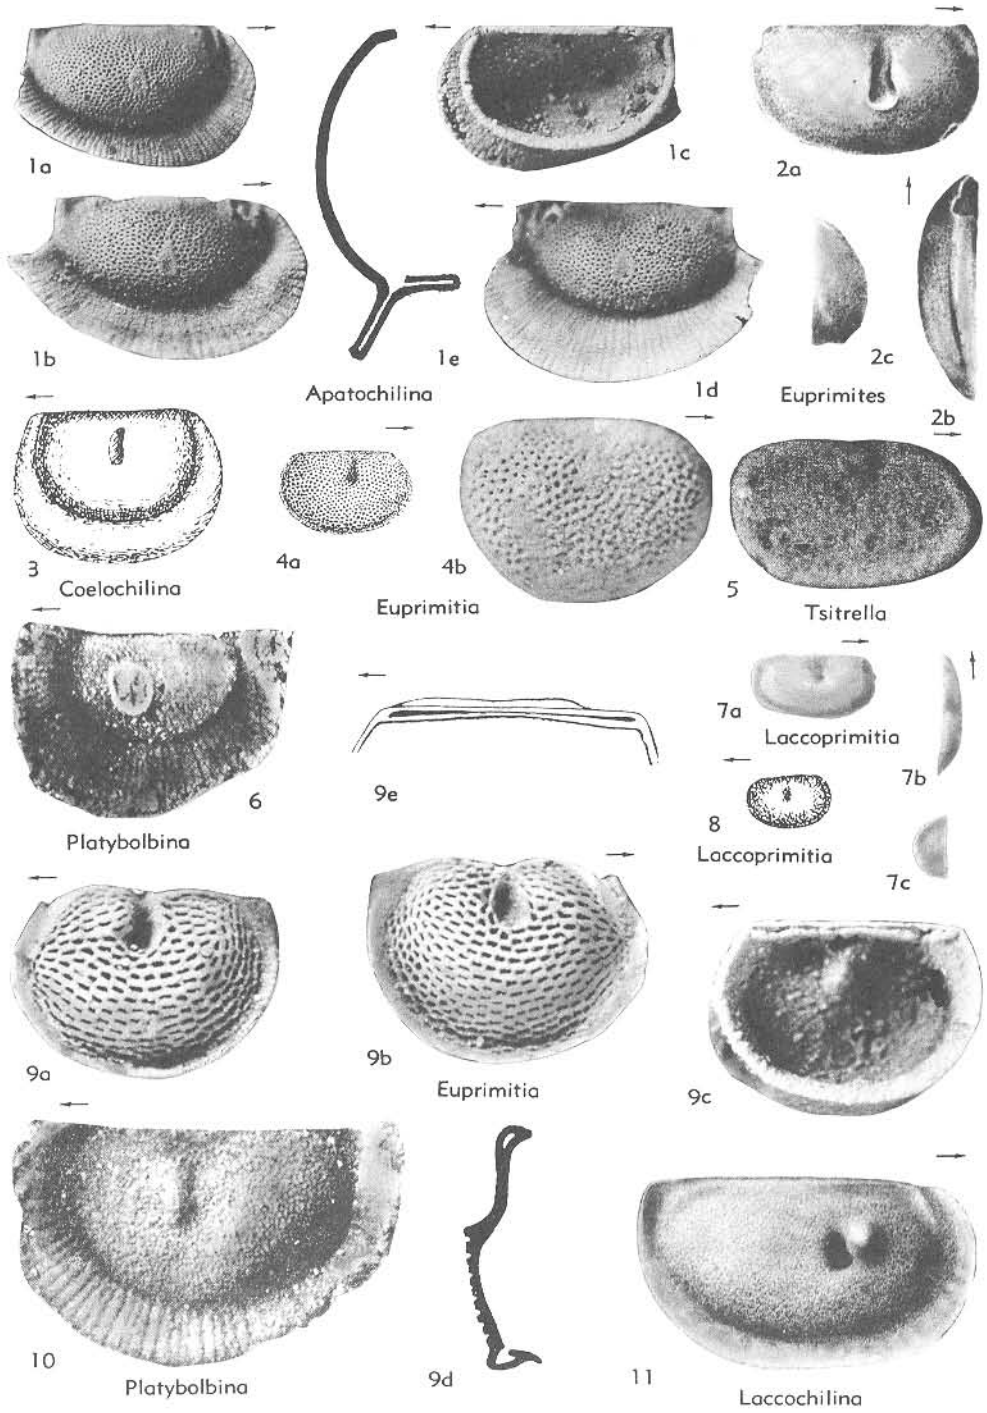 1a
1c
2a
1b
1e
1d
2c
2b
Apatochilina
Euprimites
3
4a
4b
5
Coelochilina
Euprimitia
Tsitrella
6
9e
7a
Laccoprimitia
7b
8
Laccoprimitia
7c
Platybolbina
9a
9b
9c
Euprimitia
10
9d
11
Platybolbina
Laccochilina